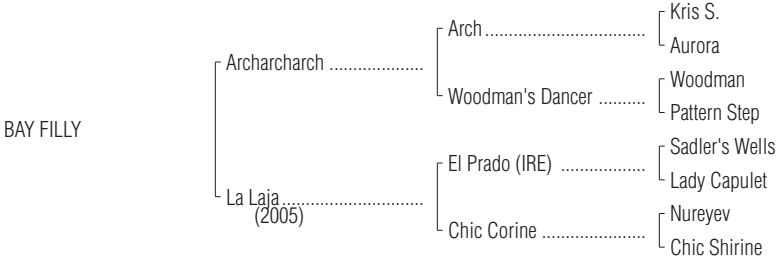 Kris S.
Arch ..................................
Aurora
Archarcharch ....................
Woodman
Woodman's Dancer ..........
Pattern Step
BAY FILLY
Sadler's Wells
El Prado (IRE) ..................
Lady Capulet
La Laja..............................
(2005)
Nureyev
Chic Corine ......................
Chic Shirine